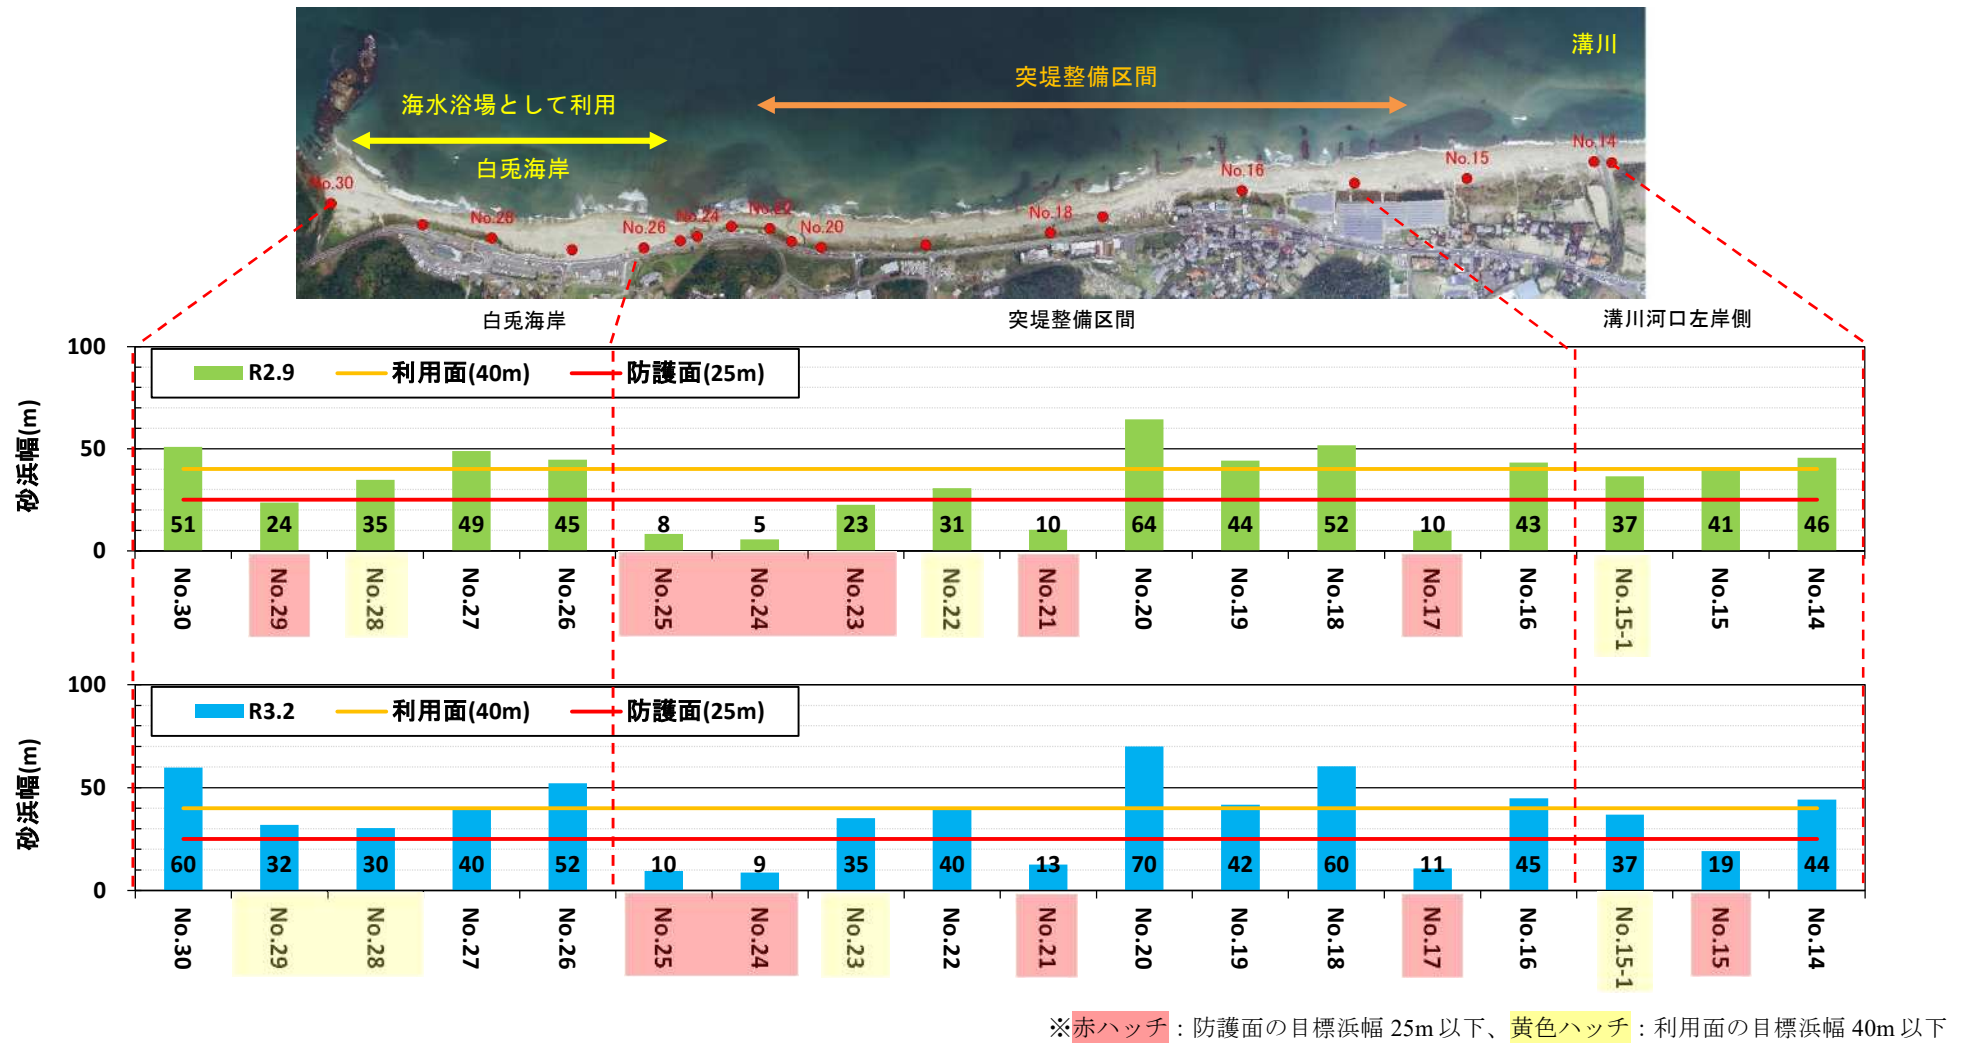 溝川
突堤整備区間
海水浴場として利用
白兎海岸
No.30
No.28
No.26
No.24
No.22
No.20
No.18
No.16
No.15
No.14
白兎海岸
突堤整備区間
溝川河口左岸側
砂浜幅(m)
100
50
0
R2.9 利用面(40m) 防護面(25m)
51 24 35 49 45 8 5 23 31 10 64 44 52 10 43 37 41 46
No.30 No.29 No.28 No.27 No.26 No.25 No.24 No.23 No.22 No.21 No.20 No.19 No.18 No.17 No.16 No.15-1 No.15 No.14
砂浜幅(m)
100
50
0
R3.2 利用面(40m) 防護面(25m)
60 32 30 40 52 10 9 35 40 13 70 42 60 11 45 37 19 44
No.30 No.29 No.28 No.27 No.26 No.25 No.24 No.23 No.22 No.21 No.20 No.19 No.18 No.17 No.16 No.15-1 No.15 No.14
※赤ハッチ：防護面の目標浜幅 25m 以下、黄色ハッチ：利用面の目標浜幅 40m 以下